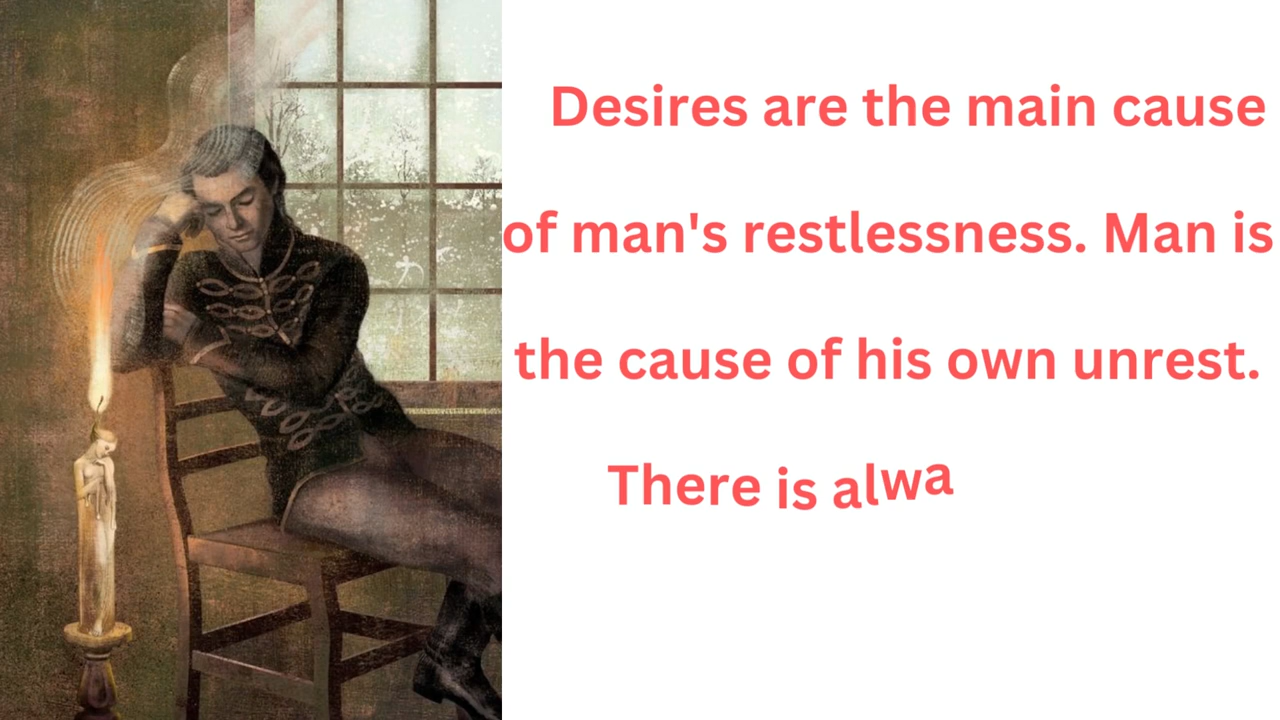 Desires are the main cause
of man's restlessness. Man is
the cause of his own unrest.
There is alwa